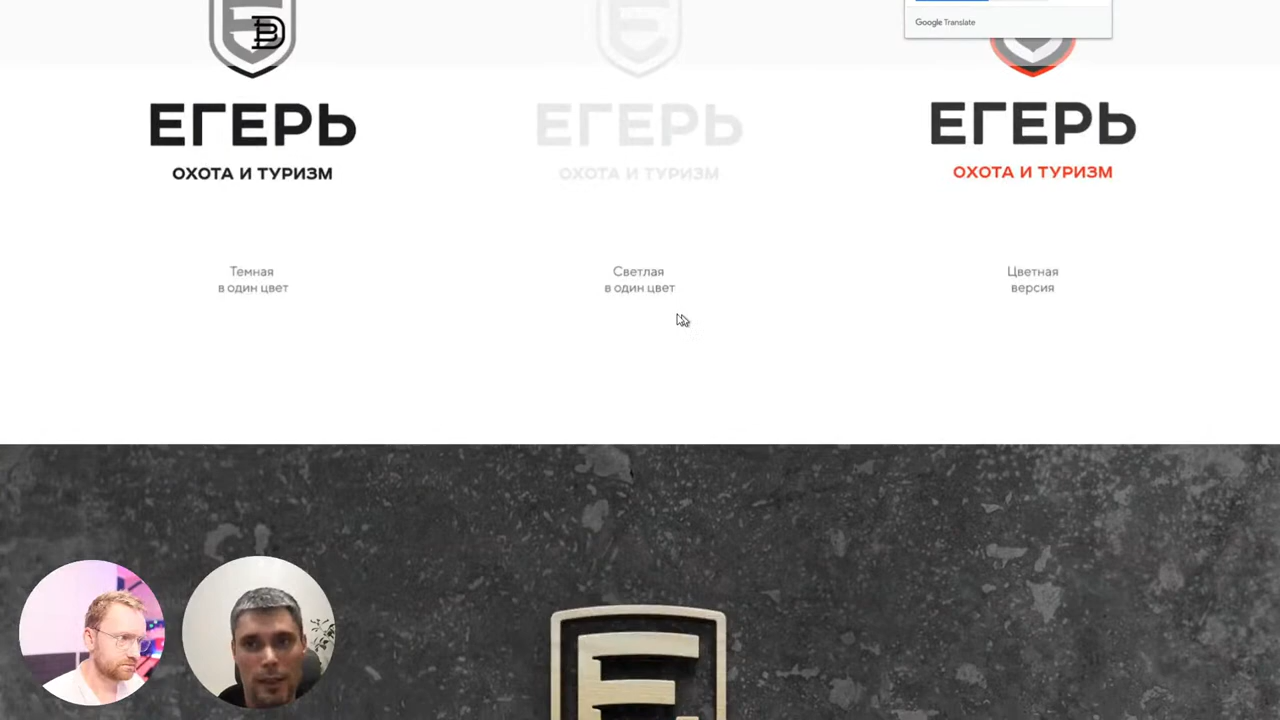 Google Translate
ЕГЕРЬ
ОХОТА И ТУРИЗМ
ЕГЕРЬ
ОХОТА И ТУРИЗМ
ЕГЕРЬ
ОХОТА И ТУРИЗМ
Темная
в один цвет
Светлая
в один цвет
Цветная
версия